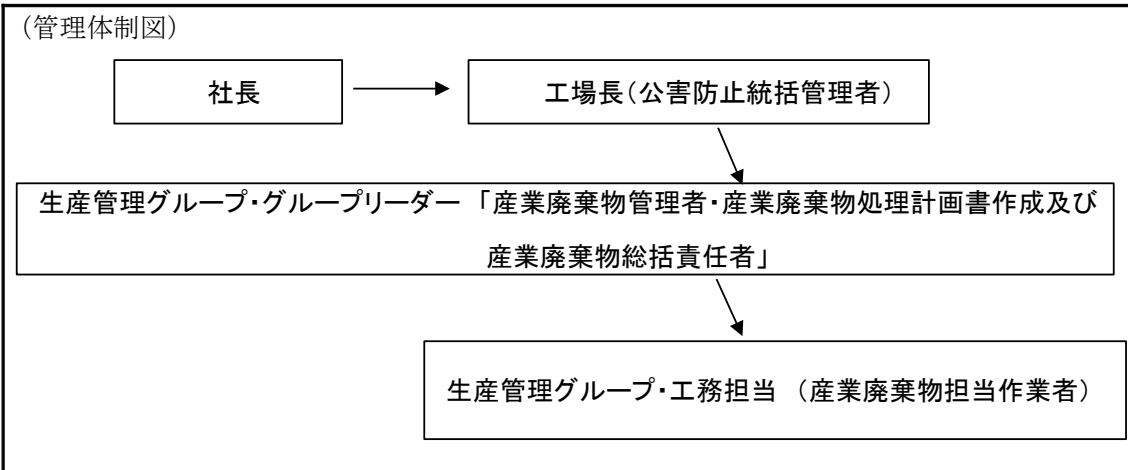 (管理体制図)
社長
工場長(公害防止統括管理者)
生産管理グループ・グループリーダー 「産業廃棄物管理者・産業廃棄物処理計画書作成及び
産業廃棄物総括責任者」
生産管理グループ・工務担当 (産業廃棄物担当作業者)